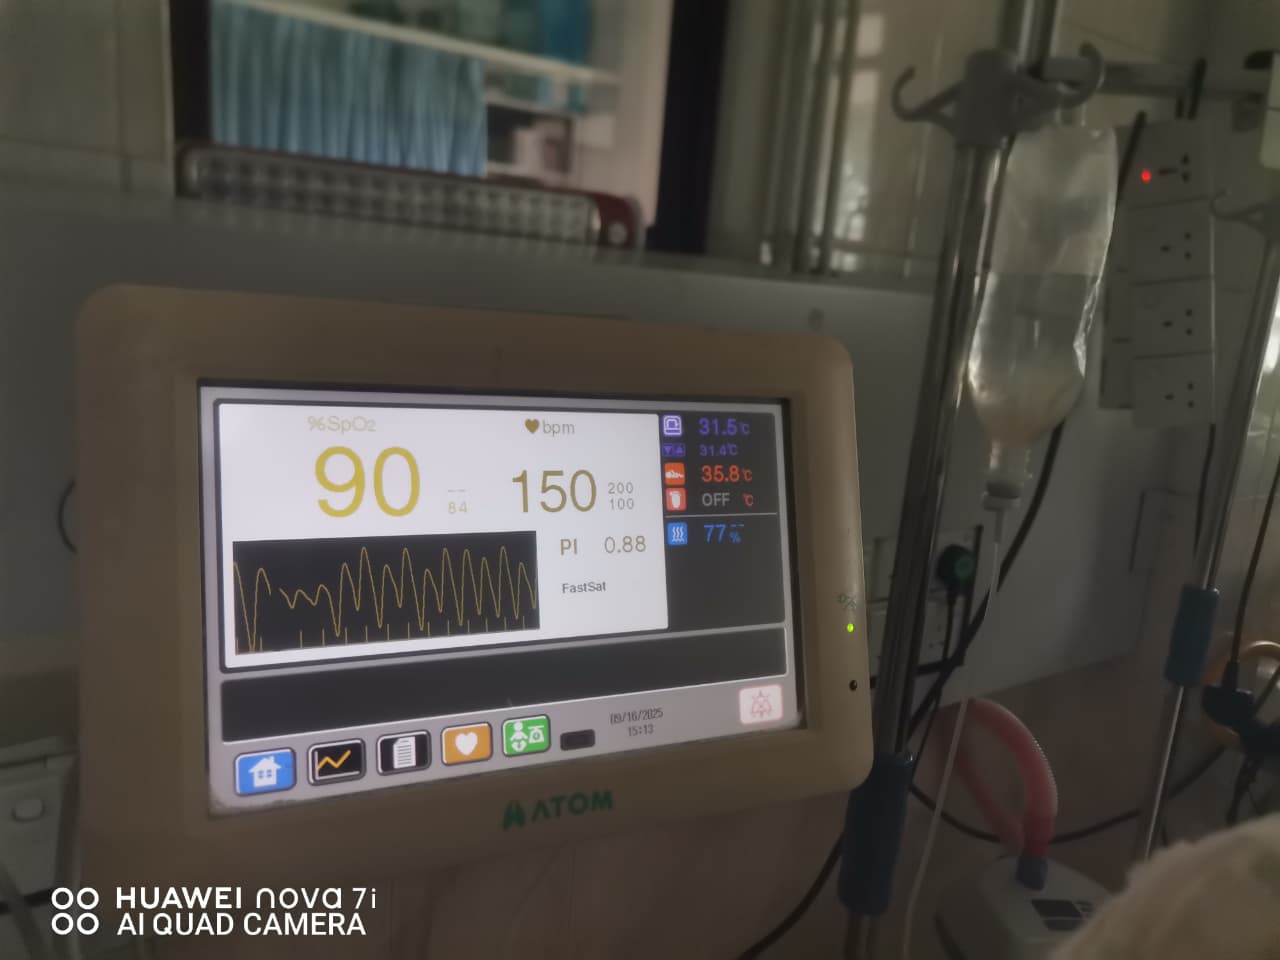 %SpO2
90
--
84
♥bpm
150
200
100
PI 0.88
FastSat
31.5℃
31.4℃
35.8℃
OFF ℃
77 --
%
09/16/2025
15:13
ATOM
HUAWEI nova 7i
AI QUAD CAMERA